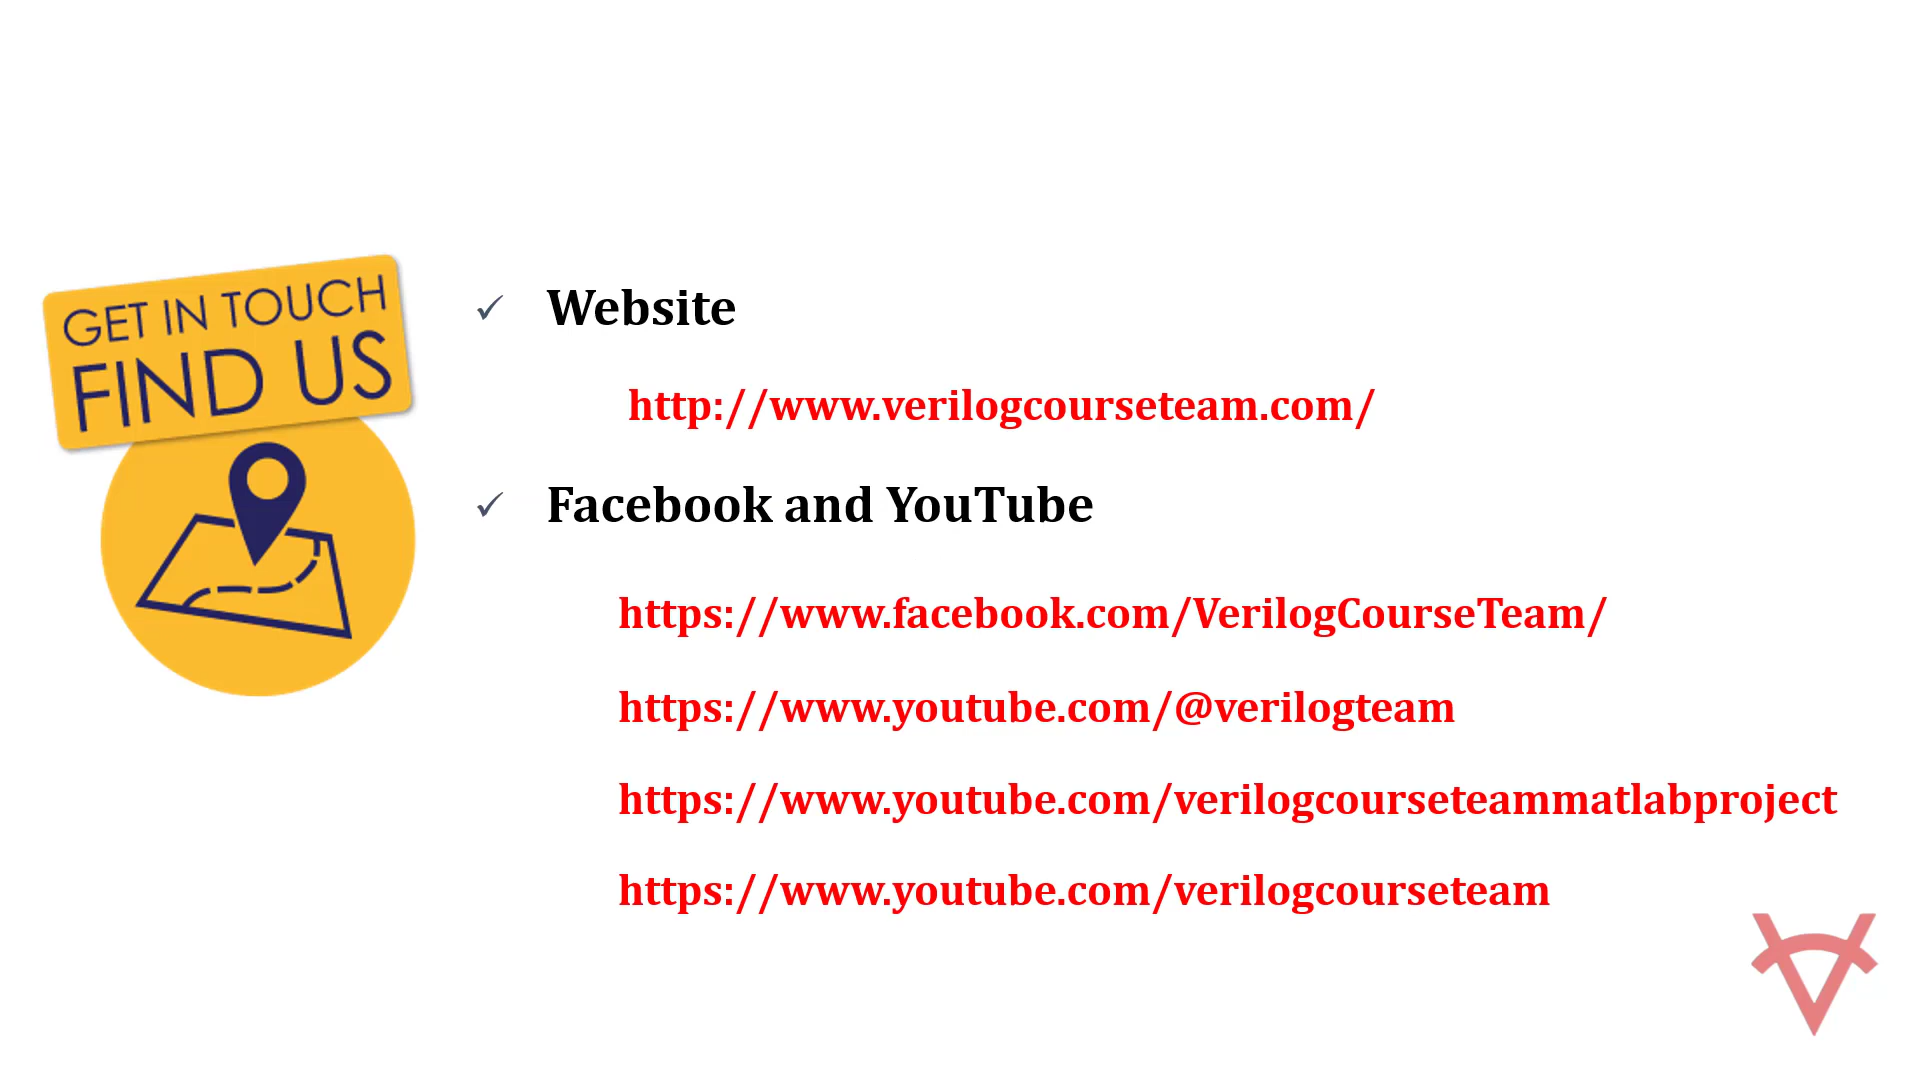 GET IN TOUCH
FIND US
Website
http://www.verilogcourseteam.com/
Facebook and YouTube
https://www.facebook.com/VerilogCourseTeam/
https://www.youtube.com/@verilogteam
https://www.youtube.com/verilogcourseteammatlabproject
https://www.youtube.com/verilogcourseteam